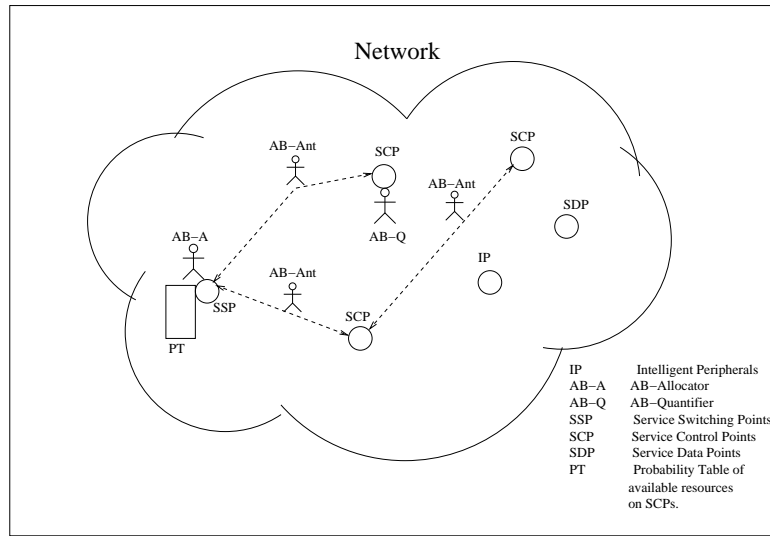 Network
AB−Ant
SCP
SCP
AB−Ant
SDP
AB−A
AB−Q
AB−Ant
IP
SSP
SCP
PT
IP Intelligent Peripherals
AB−A AB−Allocator
AB−Q AB−Quantifier
SSP Service Switching Points
SCP Service Control Points
SDP Service Data Points
PT Probability Table of
available resources
on SCPs.